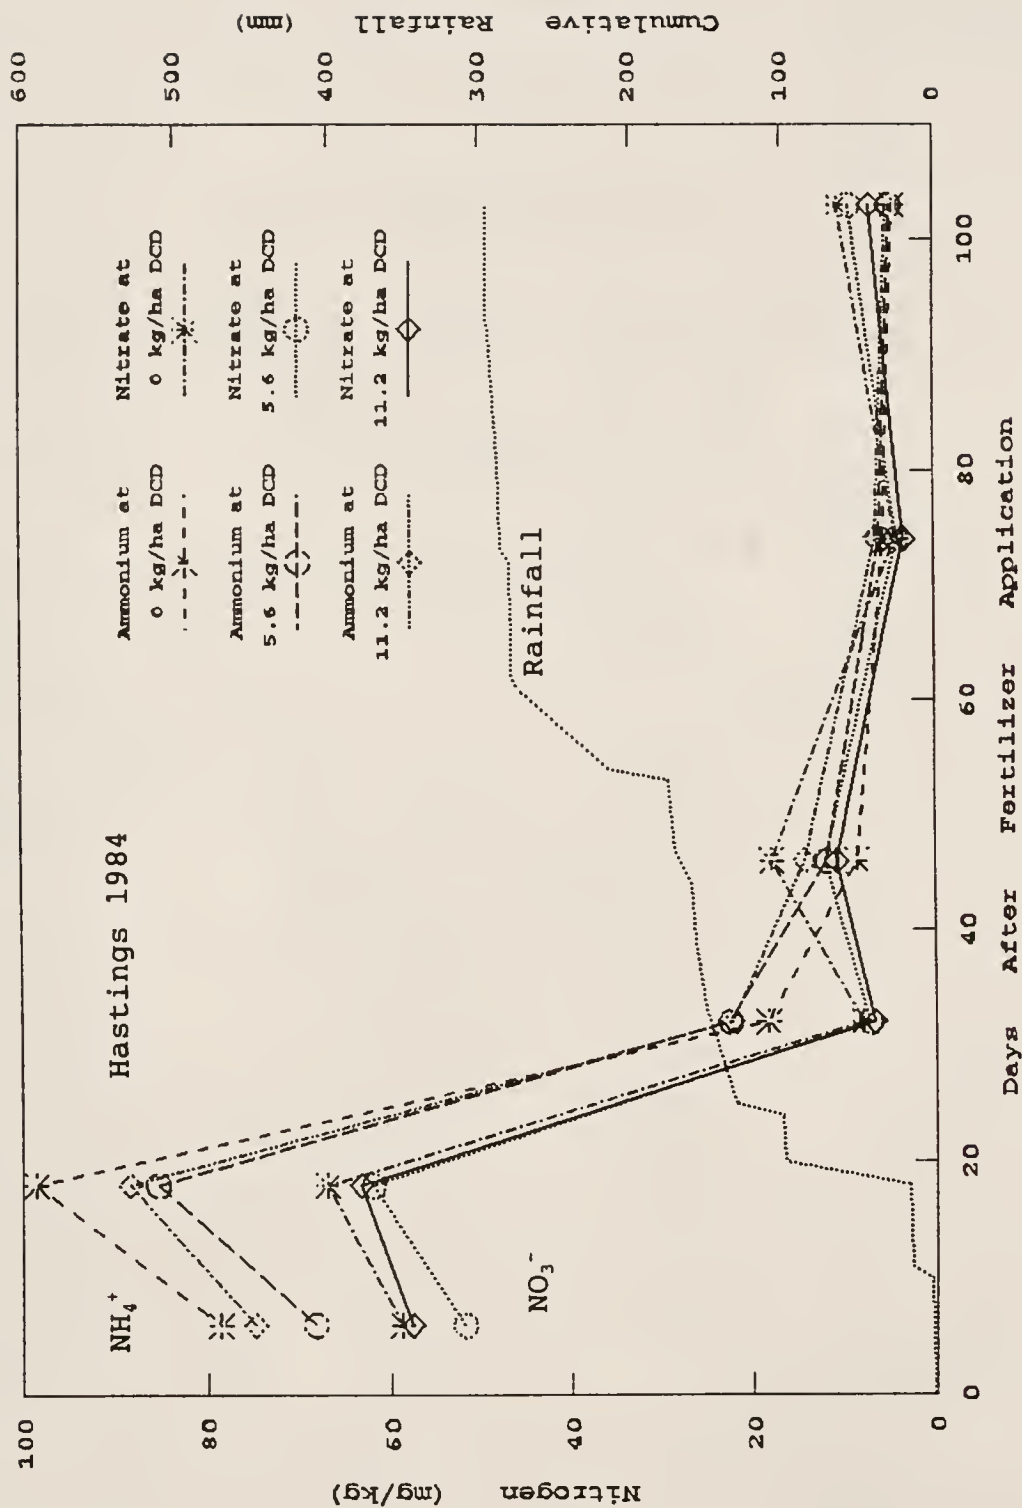 Hastings 1984
Ammonium at
0 kg/ha DCD
Ammonium at
5.6 kg/ha DCD
Ammonium at
11.2 kg/ha DCD
Nitrate at
0 kg/ha DCD
Nitrate at
5.6 kg/ha DCD
Nitrate at
11.2 kg/ha DCD
NH₄⁺
NO₃⁻
Rainfall
Nitrogen (mg/kg)
100
80
60
40
20
0
Cumulative Rainfall (mm)
600
500
400
300
200
100
0
0 20 40 60 80 100
Days After Fertilizer Application